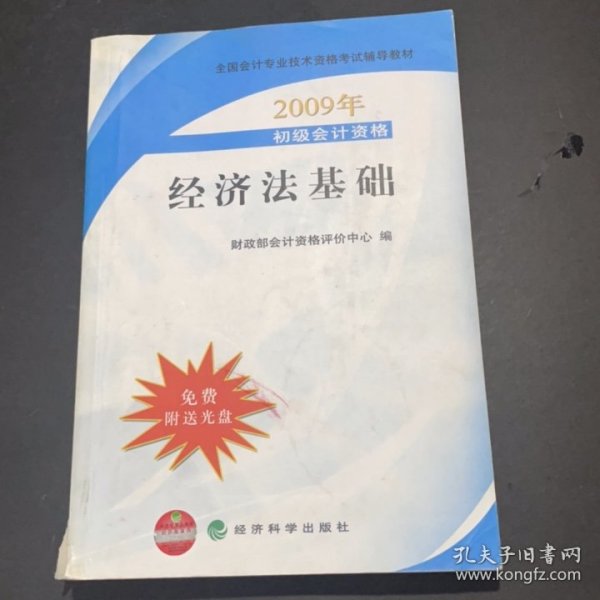 全国会计专业技术资格考试辅导教材
2009年
初级会计资格
经济法基础
财政部会计资格评价中心 编
免费
附送光盘
经济科学出版社
孔夫子旧书网
www.kongfz.com